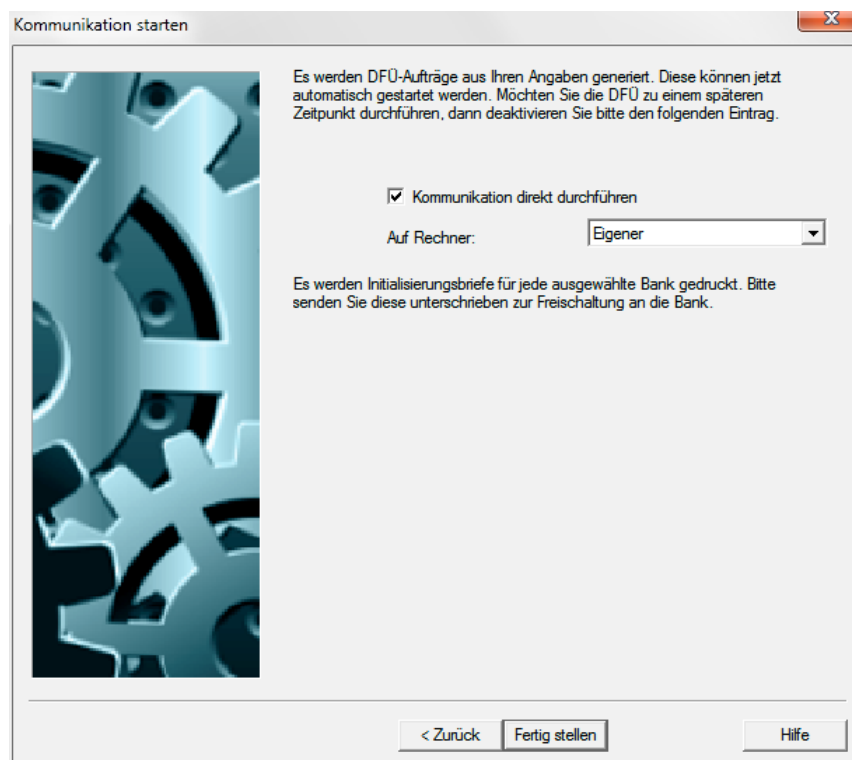 Kommunikation starten
Es werden DFÜ-Aufträge aus Ihren Angaben generiert. Diese können jetzt
automatisch gestartet werden. Möchten Sie die DFÜ zu einem späteren
Zeitpunkt durchführen, dann deaktivieren Sie bitte den folgenden Eintrag.
Kommunikation direkt durchführen
Auf Rechner: Eigener
Es werden Initialisierungsbriefe für jede ausgewählte Bank gedruckt. Bitte
senden Sie diese unterschrieben zur Freischaltung an die Bank.
< Zurück Fertig stellen Hilfe